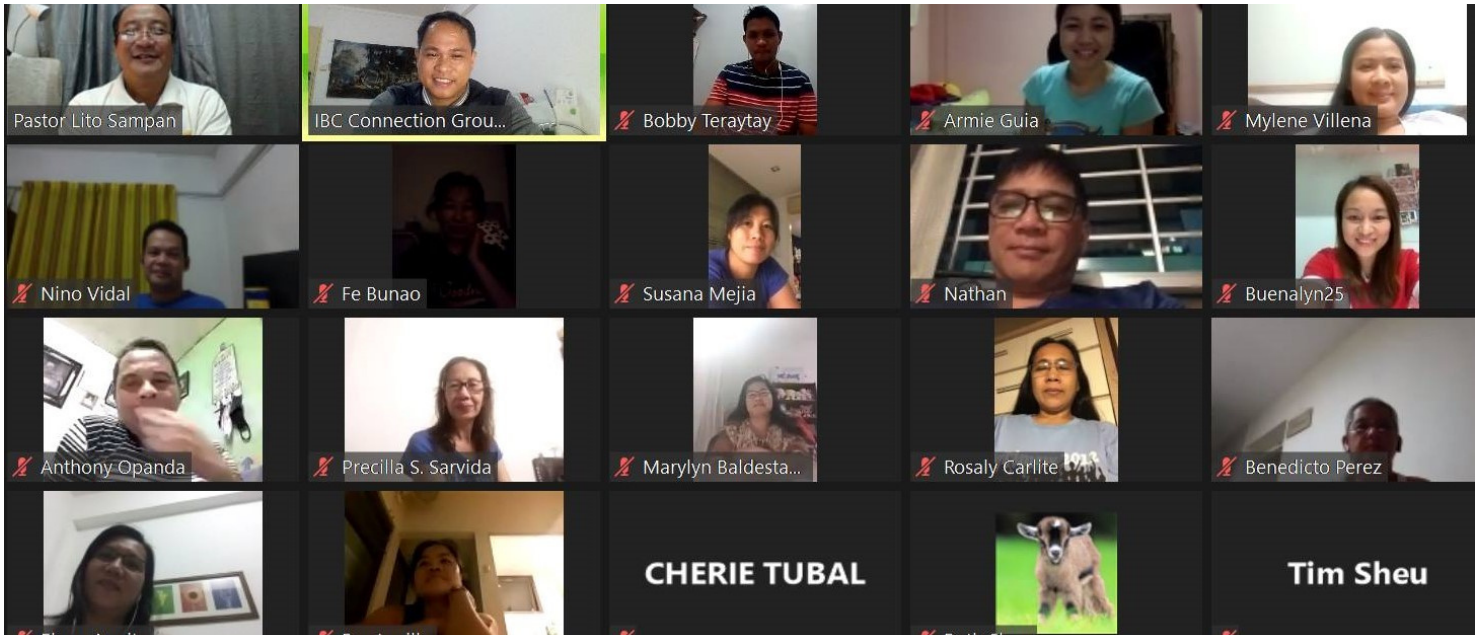 Pastor Lito Sampan
IBC Connection Grou...
Bobby Teraytay
Armie Guia
Mylene Villena
Nino Vidal
Fe Bunao
Susana Mejia
Nathan
Buenalyn25
Anthony Opanda
Precilla S. Sarvida
Marylyn Baldesta...
Rosaly Carlite
Benedicto Perez
CHERIE TUBAL
Tim Sheu